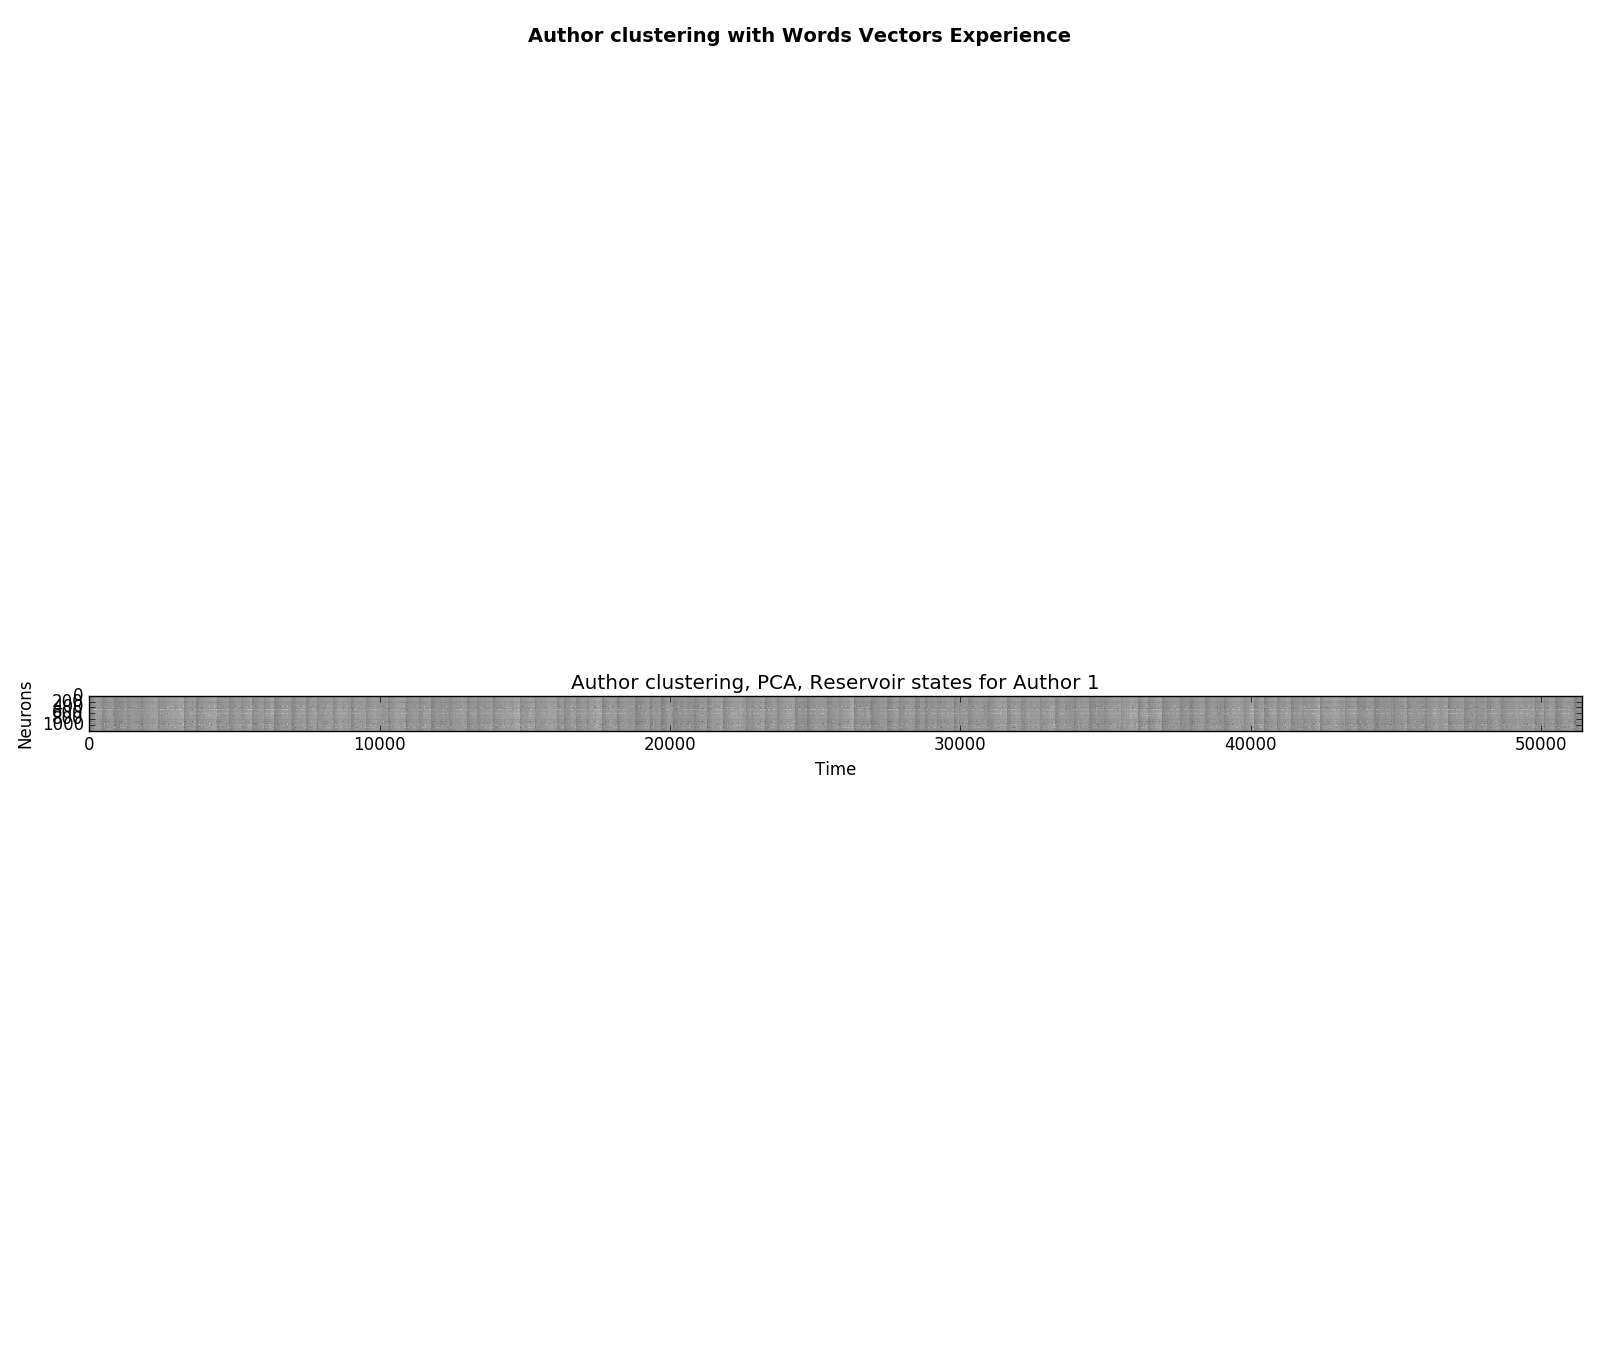 Author clustering with Words Vectors Experience
Author clustering, PCA, Reservoir states for Author 1
Neurons
0
200
400
600
800
1000
0 10000 20000 30000 40000 50000
Time